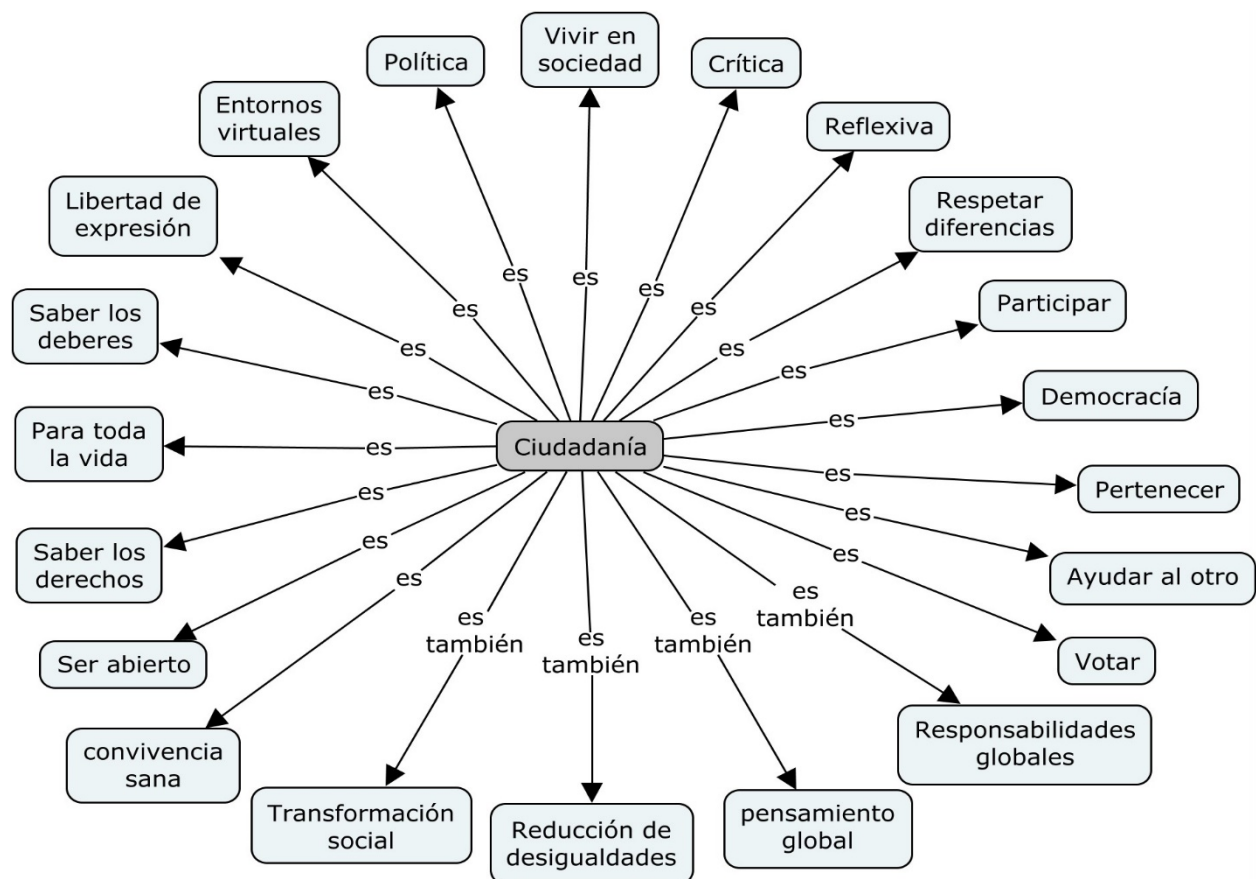 Vivir en
sociedad
Política
Crítica
Entornos
virtuales
Reflexiva
Libertad de
expresión
Respetar
diferencias
es
es
es
es
es
Saber los
deberes
Participar
es
es
es
es
Democracía
es
Para toda
la vida
Ciudadanía
es
es
Pertenecer
es
es
Saber los
derechos
es
es
es
Ayudar al otro
es
también
es
también
es
también
es
también
Ser abierto
Votar
convivencia
sana
Responsabilidades
globales
Transformación
social
Reducción de
desigualdades
pensamiento
global